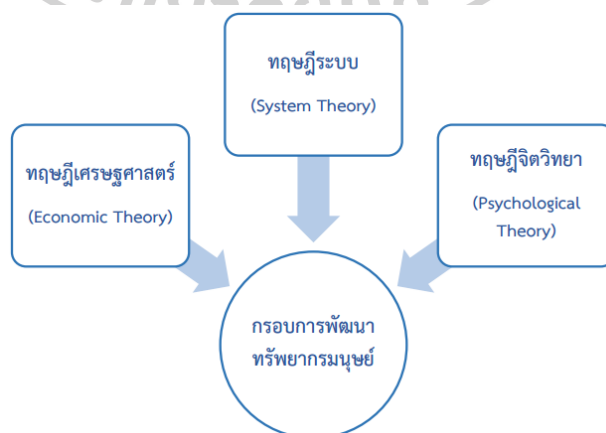 ทฤษฎีระบบ
(System Theory)
ทฤษฎีเศรษฐศาสตร์
(Economic Theory)
ทฤษฎีจิตวิทยา
(Psychological
Theory)
กรอบการพัฒนา
ทรัพยากรมนุษย์